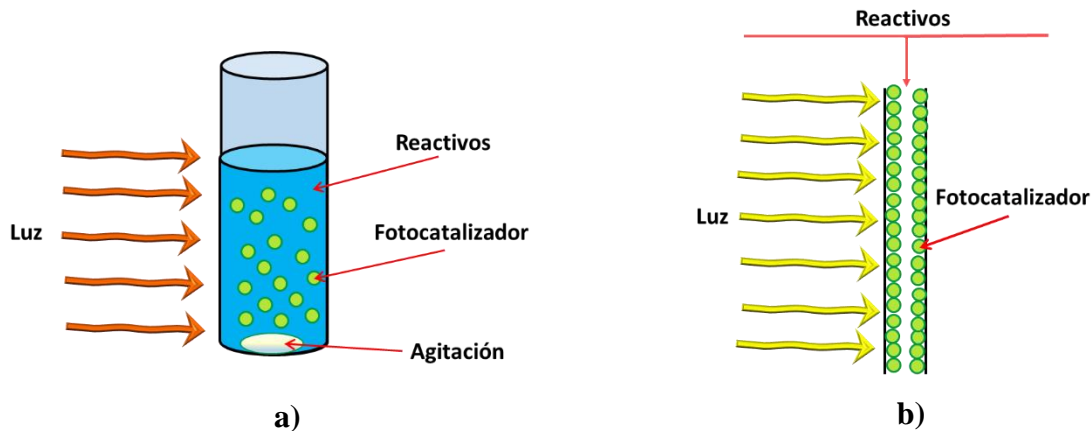 Reactivos
Luz
Fotocatalizador
Agitación
a)
Reactivos
Luz
Fotocatalizador
b)